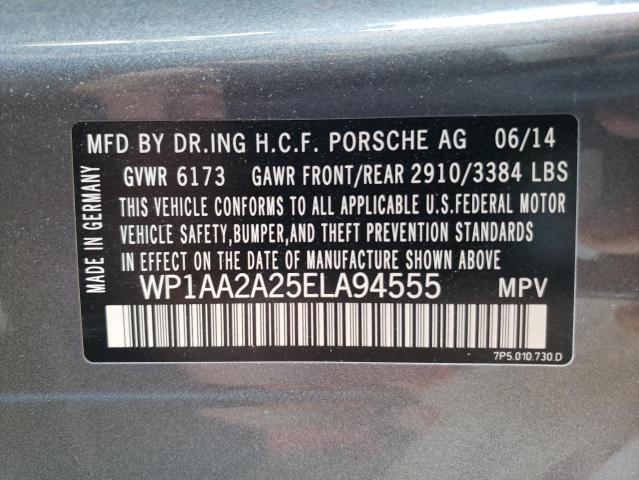 MFD BY DR.ING H.C.F. PORSCHE AG 06/14
GVWR 6173 GAWR FRONT/REAR 2910/3384 LBS
THIS VEHICLE CONFORMS TO ALL APPLICABLE U.S.FEDERAL MOTOR
VEHICLE SAFETY,BUMPER,AND THEFT PREVENTION STANDARDS
IN EFFECT ON THE DATE OF MANUFACTURE SHOWN ABOVE.
WP1AA2A25ELA94555 MPV
7P5.010.730.D
MADE IN GERMANY